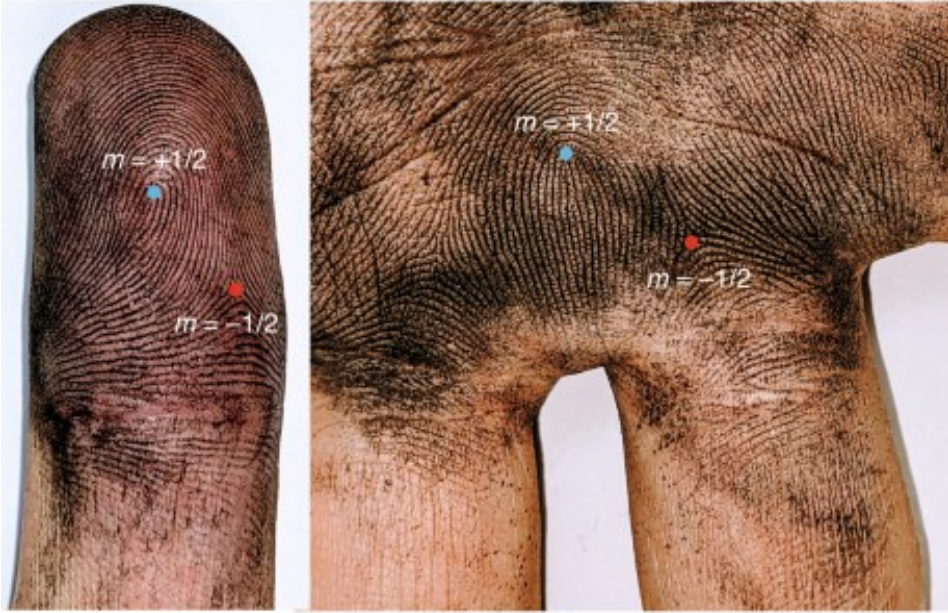 m = +1/2
m = −1/2
m = +1/2
m = −1/2